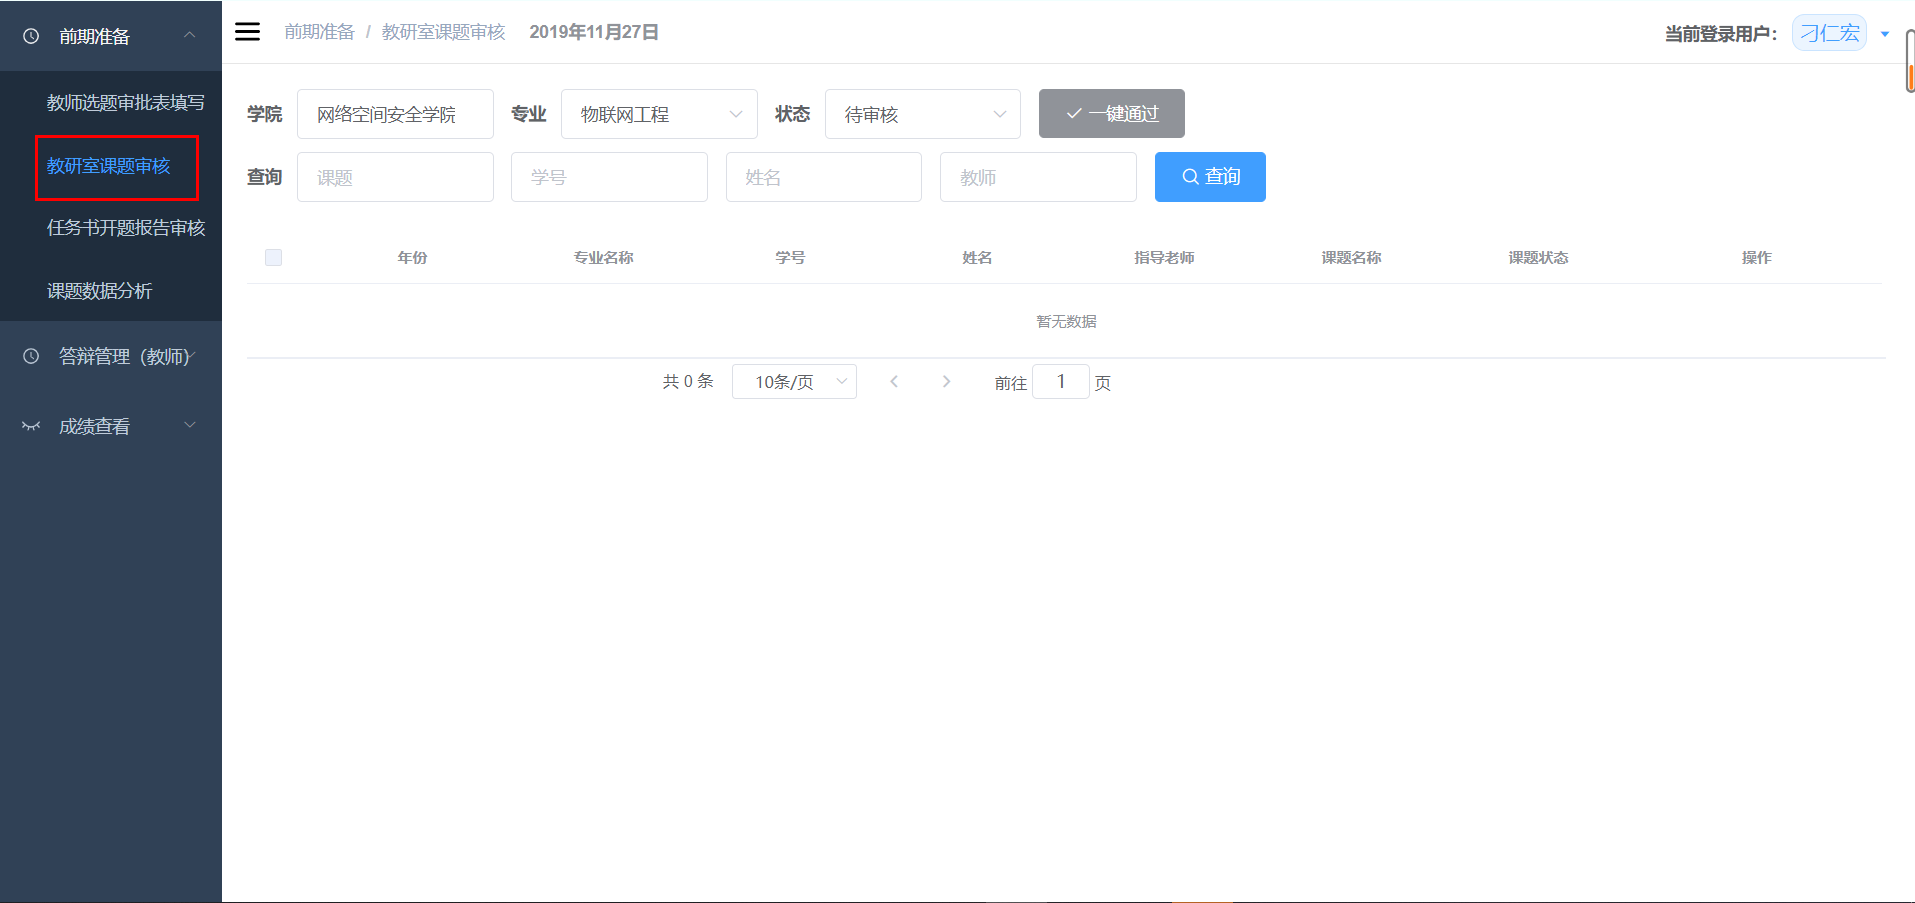 前期准备
教师选题审批表填写
教研室课题审核
任务书开题报告审核
课题数据分析
答辩管理（教师）
成绩查看
前期准备 / 教研室课题审核 2019年11月27日
当前登录用户： 刁仁宏
学院 网络空间安全学院 专业 物联网工程 状态 待审核 一键通过
查询 课题 学号 姓名 教师 查询
年份 专业名称 学号 姓名 指导老师 课题名称 课题状态 操作
暂无数据
共 0 条 10条/页 前往 1 页